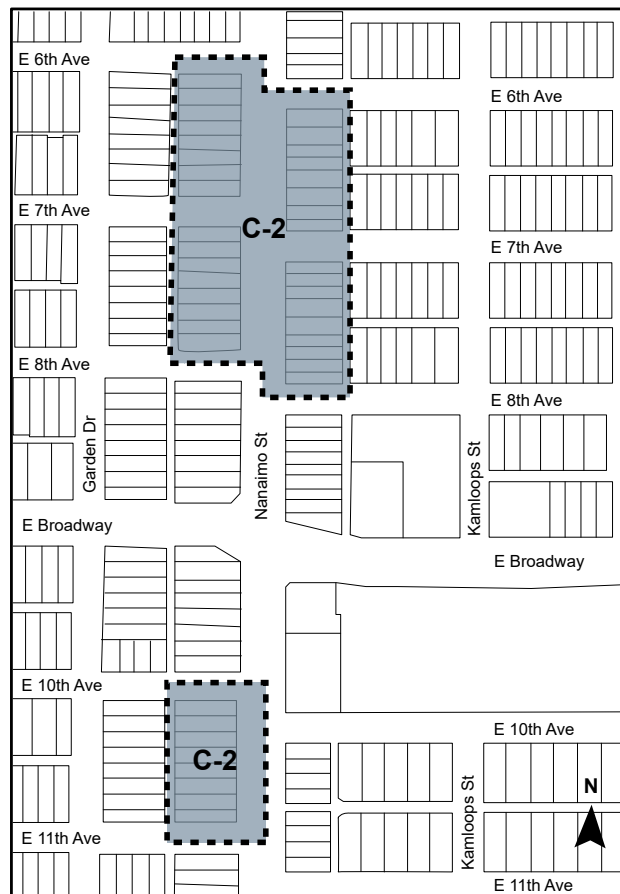 E 6th Ave
E 6th Ave
E 7th Ave
C-2
E 7th Ave
E 8th Ave
E 8th Ave
Garden Dr
Nanaimo St
Kamloops St
E Broadway
E Broadway
E 10th Ave
E 10th Ave
C-2
Kamloops St
N
E 11th Ave
E 11th Ave